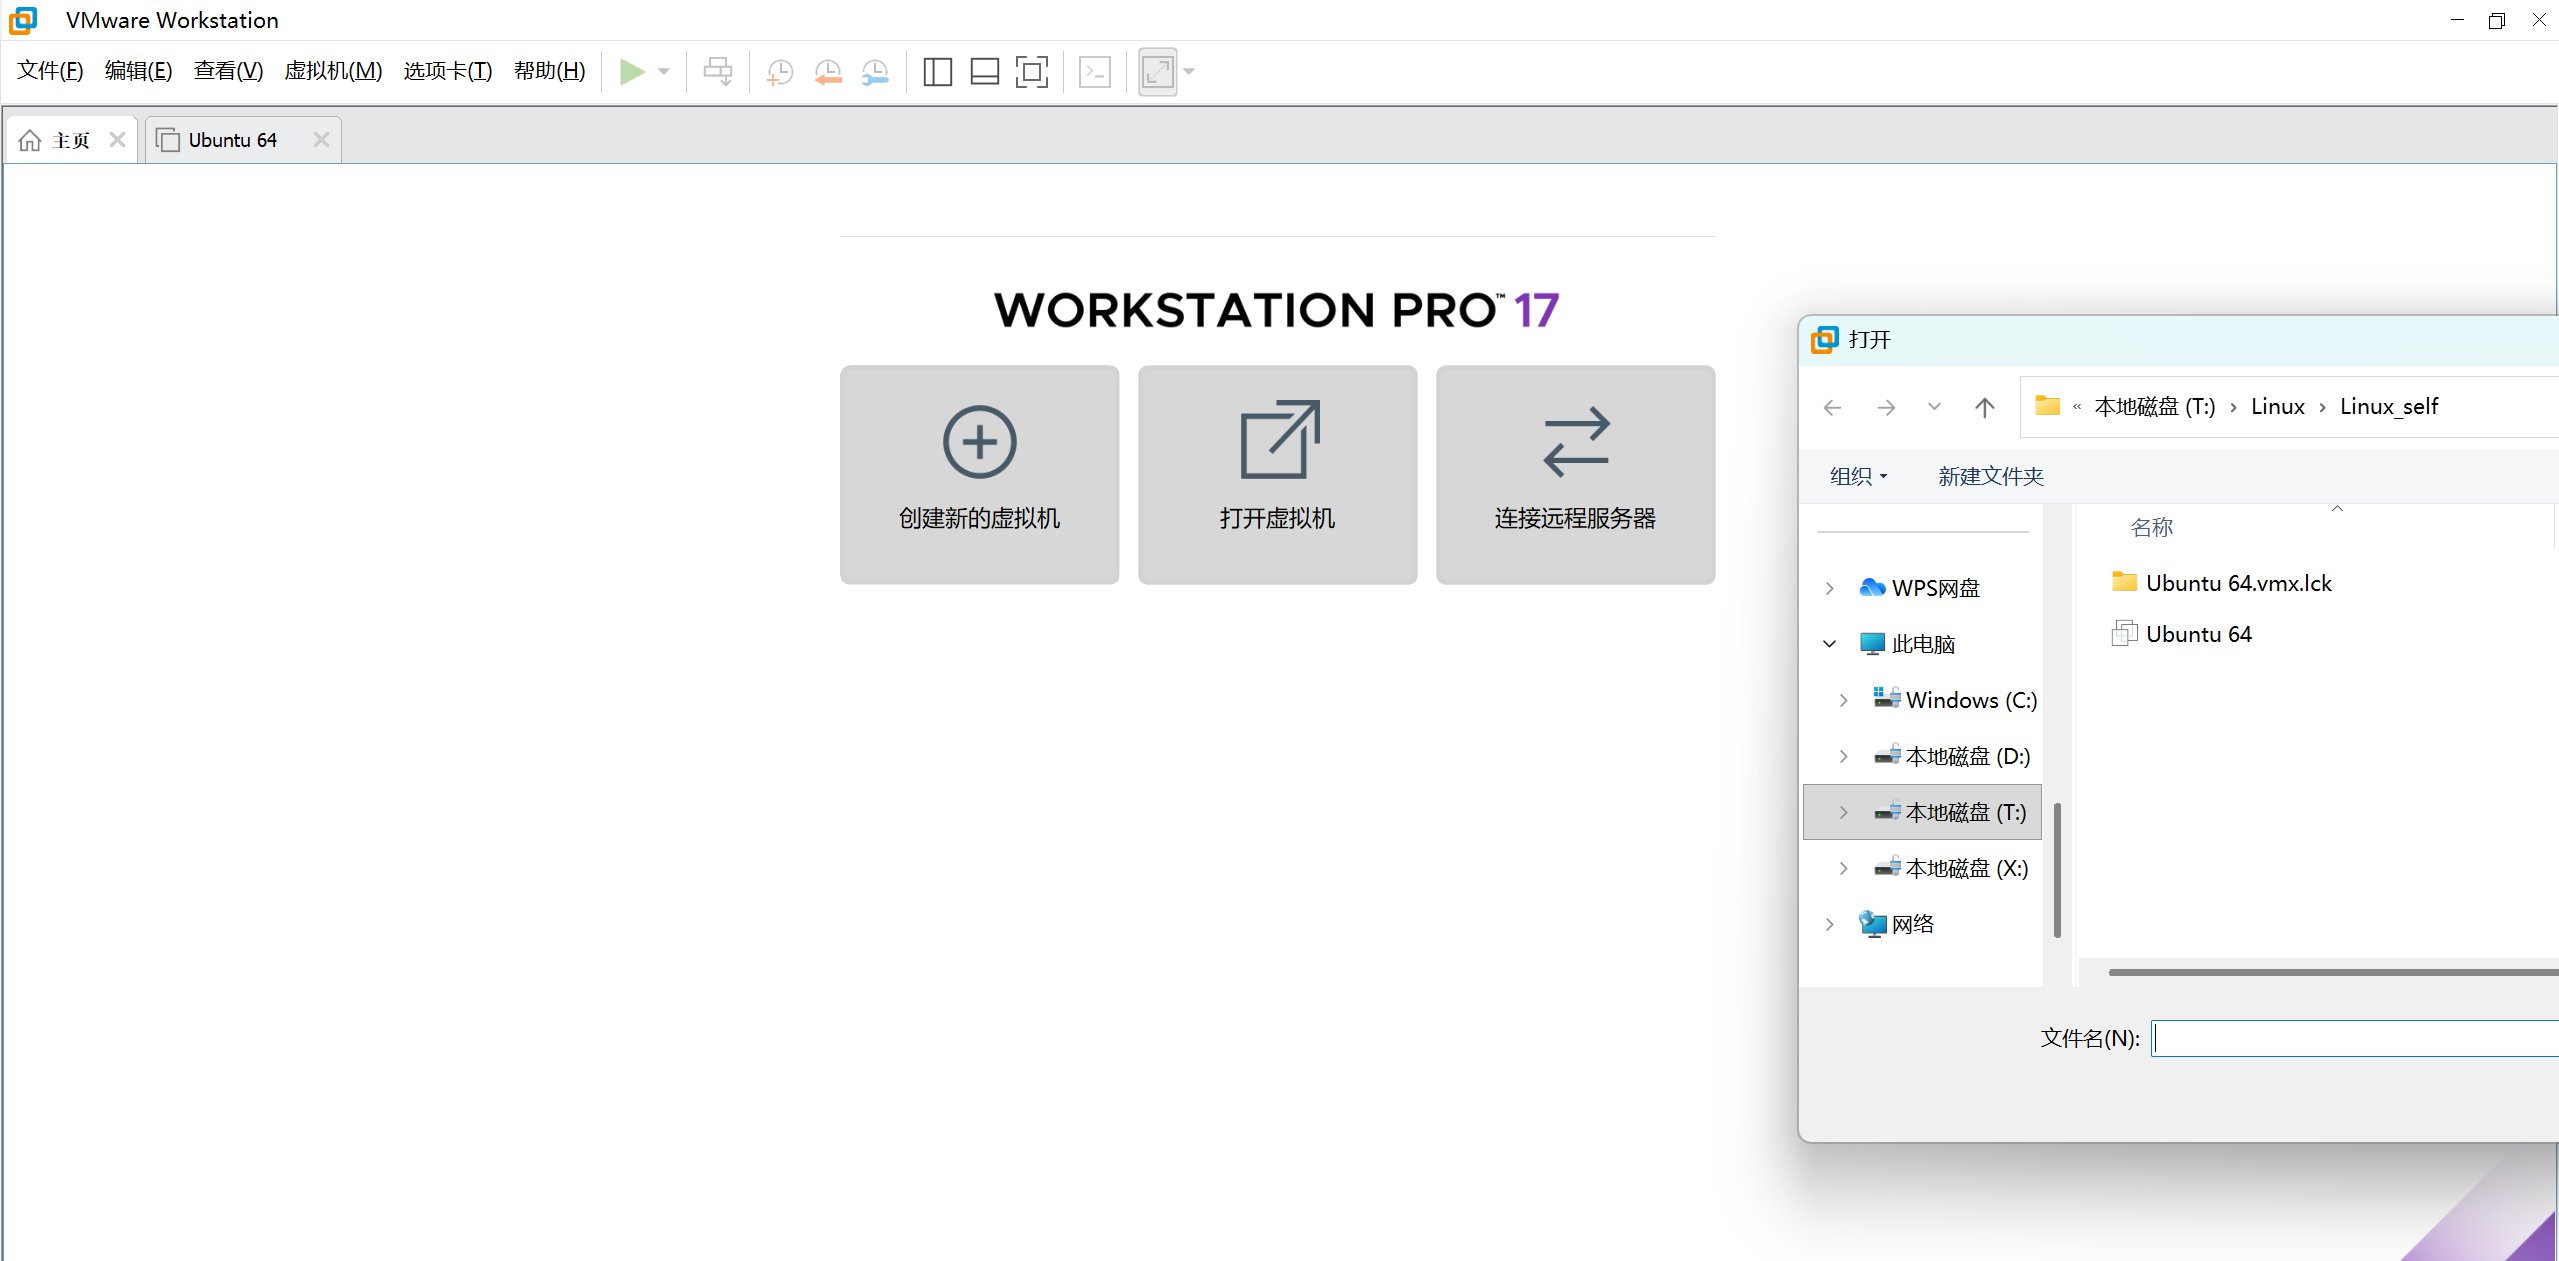 VMware Workstation
文件(F) 编辑(E) 查看(V) 虚拟机(M) 选项卡(T) 帮助(H)
主页 Ubuntu 64
WORKSTATION PRO™ 17
创建新的虚拟机 打开虚拟机 连接远程服务器
打开
« 本地磁盘 (T:) › Linux › Linux_self
组织 新建文件夹
名称
WPS网盘
此电脑
Windows (C:)
本地磁盘 (D:)
本地磁盘 (T:)
本地磁盘 (X:)
网络
Ubuntu 64.vmx.lck
Ubuntu 64
文件名(N):